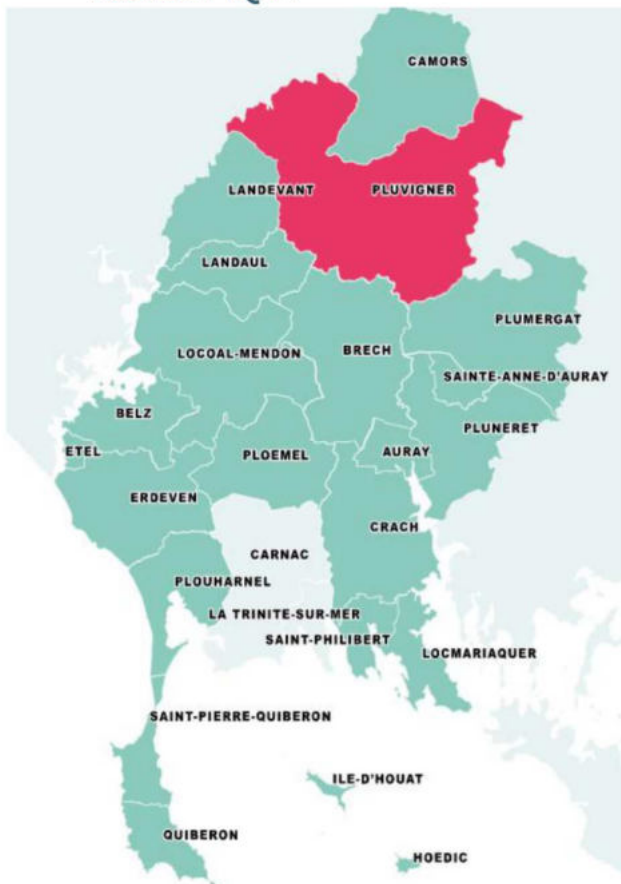 CAMORS
LANDEVANT
PLUVIGNER
LANDAUL
PLUMERGAT
LOCOAL-MENDON
BRECH
SAINTE-ANNE-D'AURAY
BELZ
PLUNERET
ETEL
PLOEMEL
AURAY
ERDEVEN
CRACH
CARNAC
PLOUHARNEL
LA TRINITE-SUR-MER
SAINT-PHILIBERT
LOCMARIAQUER
SAINT-PIERRE-QUIBERON
ILE-D'HOUAT
QUIBERON
HOEDIC